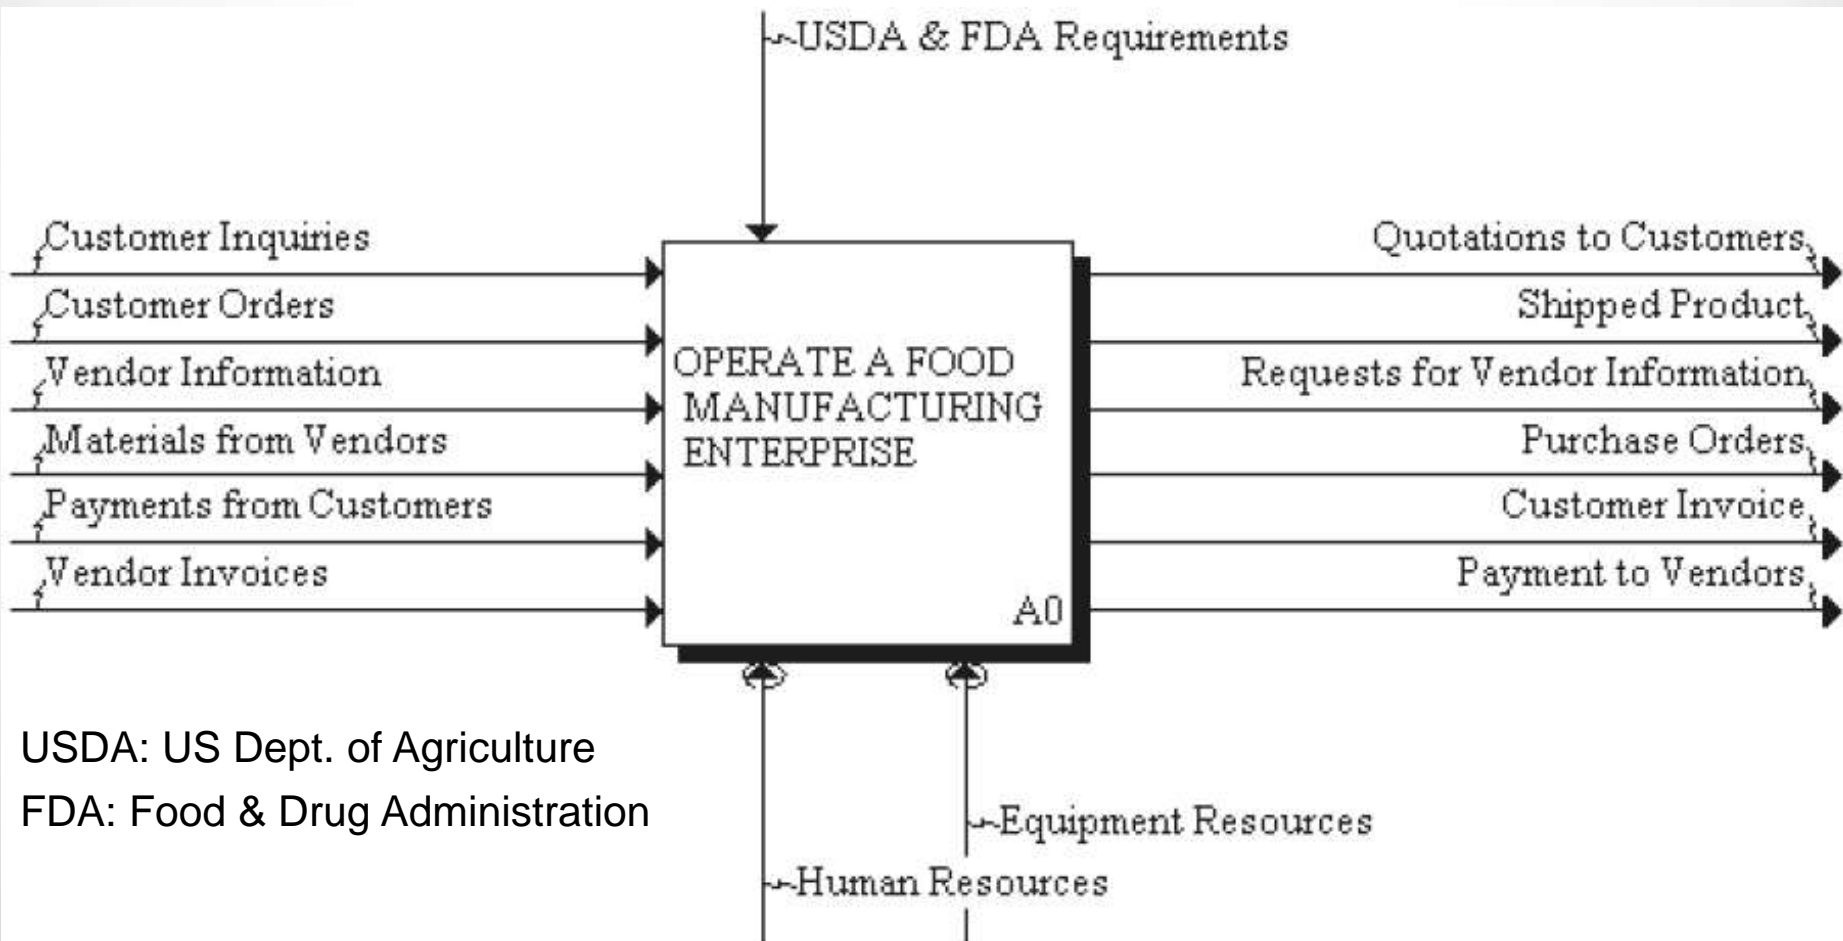 USDA & FDA Requirements
Customer Inquiries
Quotations to Customers
Customer Orders
Shipped Product
Vendor Information
Requests for Vendor Information
Materials from Vendors
Purchase Orders
Payments from Customers
Customer Invoice
Vendor Invoices
Payment to Vendors
OPERATE A FOOD
MANUFACTURING
ENTERPRISE
A0
USDA: US Dept. of Agriculture
FDA: Food & Drug Administration
Equipment Resources
Human Resources